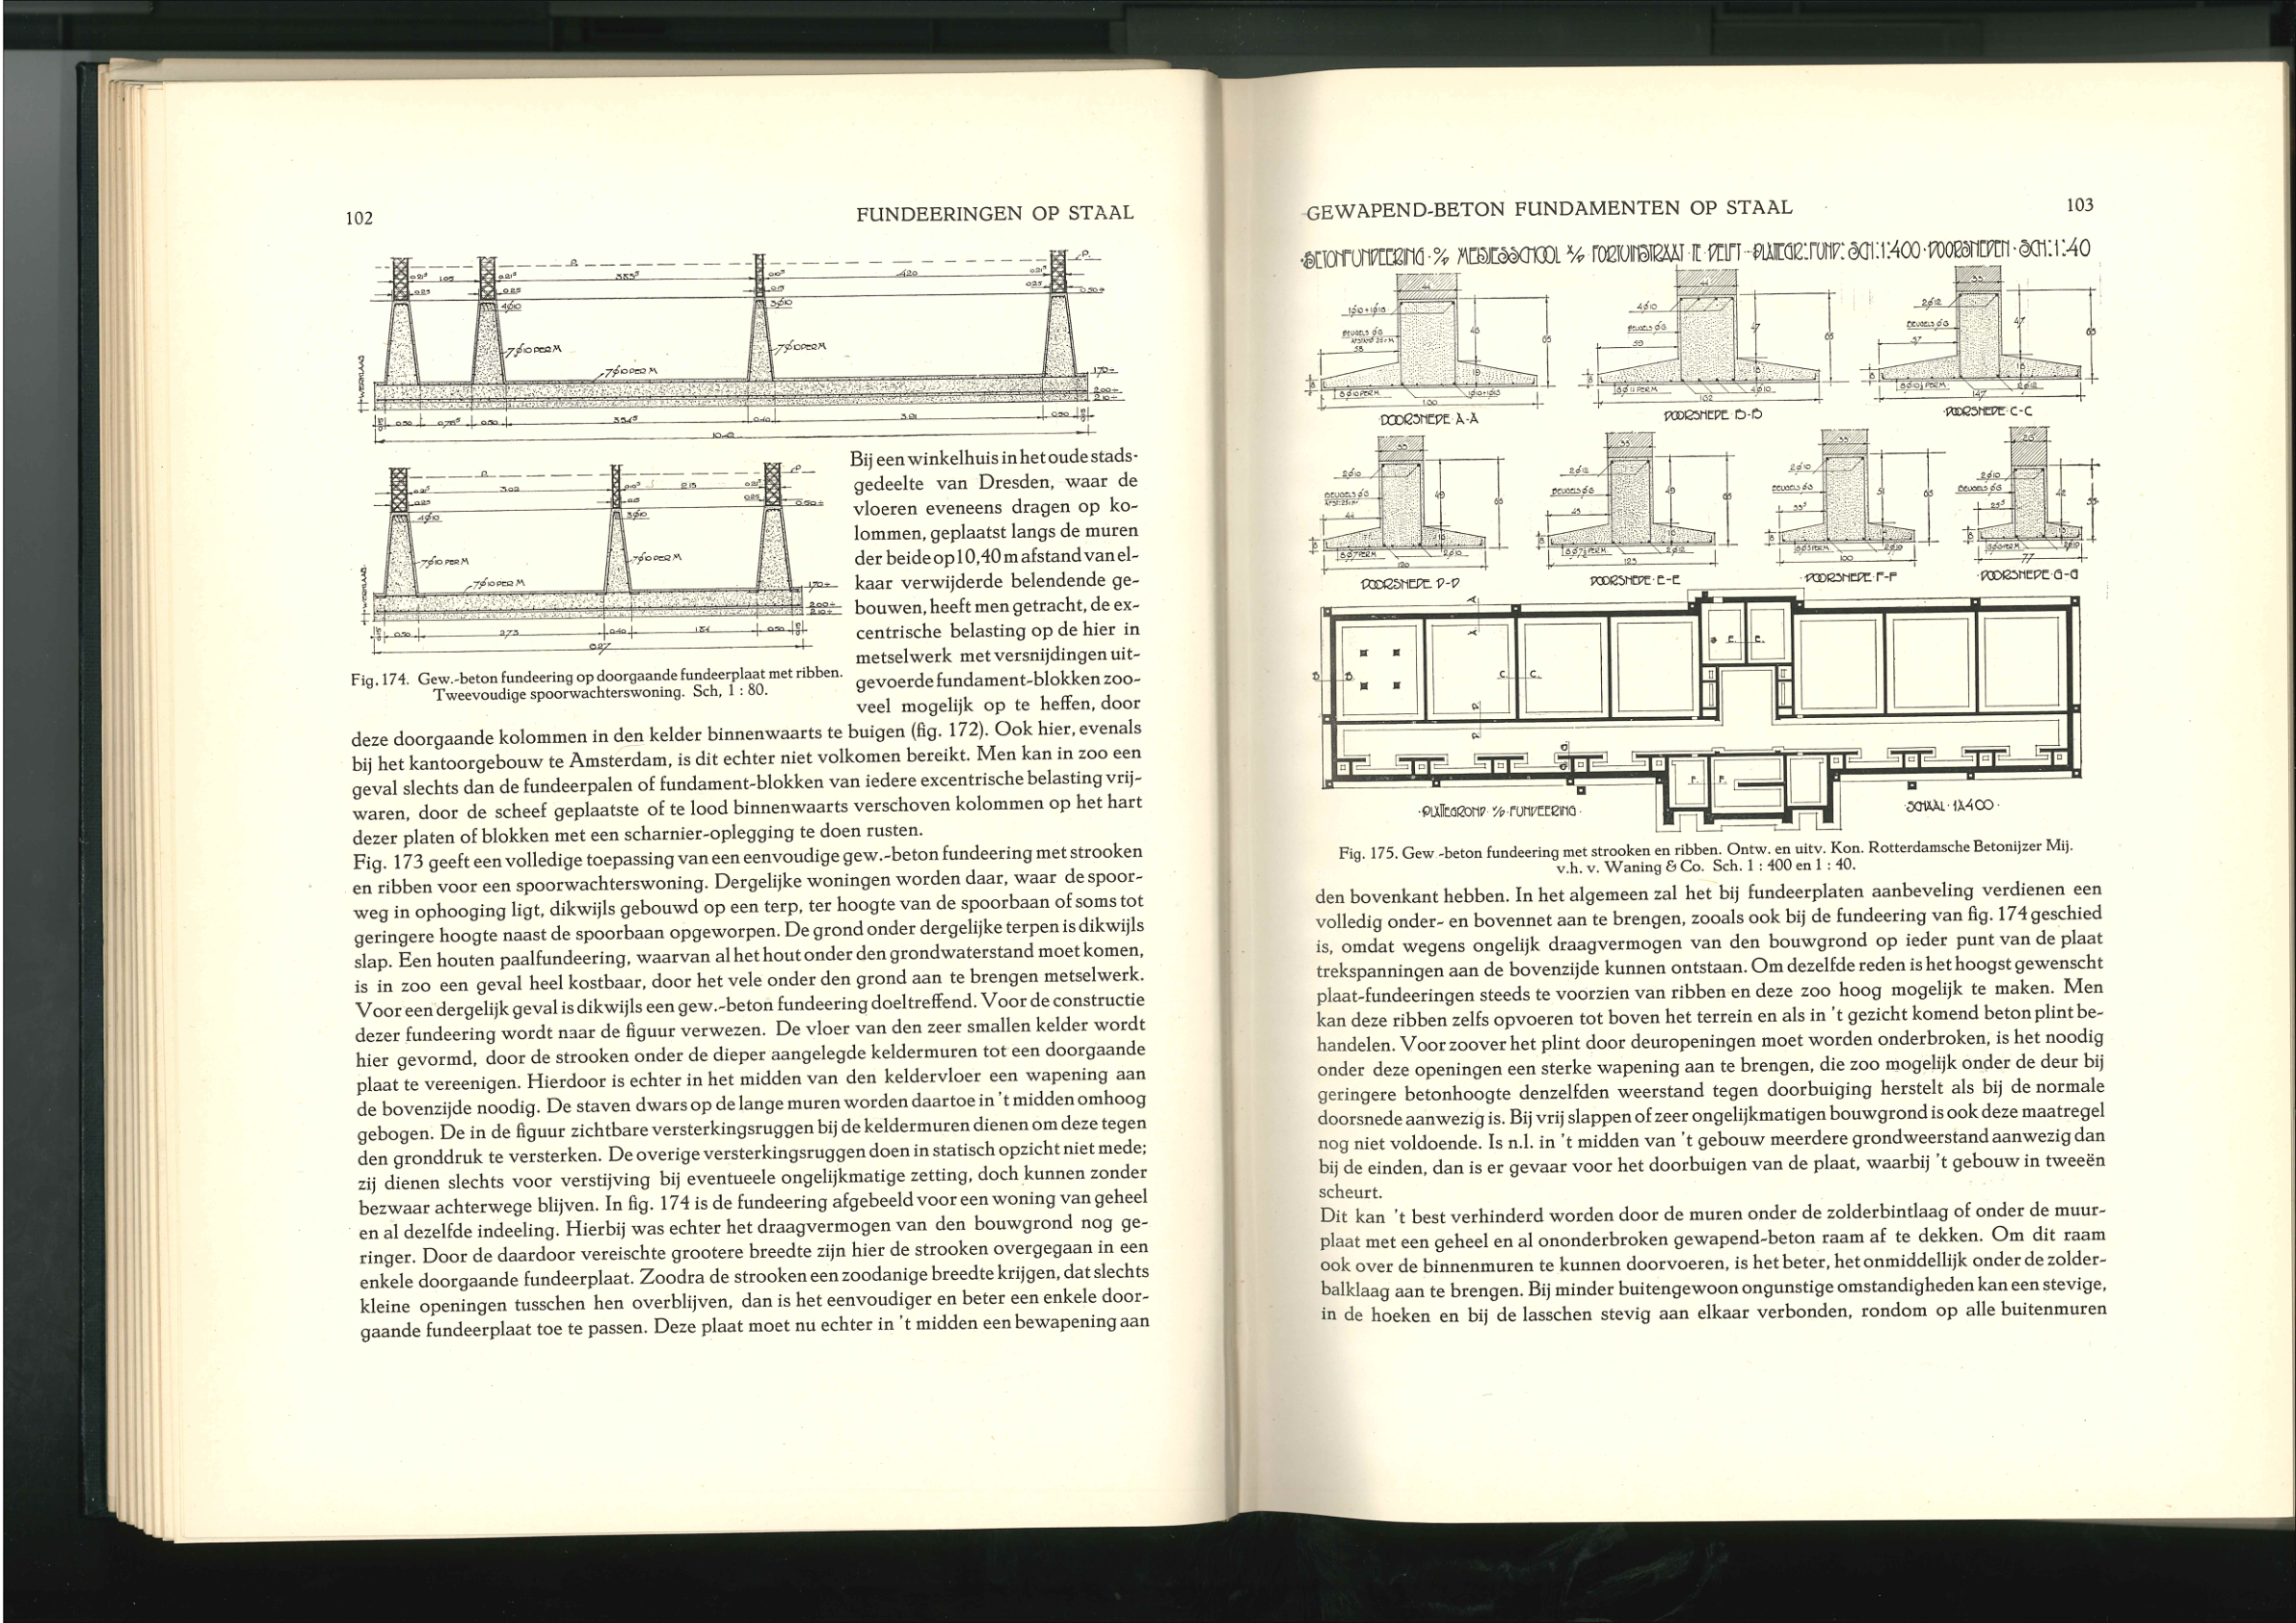 102
FUNDEERINGEN OP STAAL
Bij een winkelhuis in het oude stads-
gedeelte van Dresden, waar de
vloeren eveneens dragen op ko-
lommen, geplaatst langs de muren
der beide op 10,40 m afstand van el-
kaar verwijderde belendende ge-
bouwen, heeft men getracht, de ex-
centrische belasting op de hier in
metselwerk met versnijdingen uit-
gevoerde fundament-blokken zoo-
veel mogelijk op te heffen, door
Fig. 174. Gew.-beton fundeering op doorgaande fundeerplaat met ribben.
Tweevoudige spoorwachterswoning. Sch, 1 : 80.
deze doorgaande kolommen in den kelder binnenwaarts te buigen (fig. 172). Ook hier, evenals
bij het kantoorgebouw te Amsterdam, is dit echter niet volkomen bereikt. Men kan in zoo een
geval slechts dan de fundeerpalen of fundament-blokken van iedere excentrische belasting vrij-
waren, door de scheef geplaatste of te lood binnenwaarts verschoven kolommen op het hart
dezer platen of blokken met een scharnier-oplegging te doen rusten.
Fig. 173 geeft een volledige toepassing van een eenvoudige gew.-beton fundeering met strooken
en ribben voor een spoorwachterswoning. Dergelijke woningen worden daar, waar de spoor-
weg in ophooging ligt, dikwijls gebouwd op een terp, ter hoogte van de spoorbaan of soms tot
geringere hoogte naast de spoorbaan opgeworpen. De grond onder dergelijke terpen is dikwijls
slap. Een houten paalfundeering, waarvan al het hout onder den grondwaterstand moet komen,
is in zoo een geval heel kostbaar, door het vele onder den grond aan te brengen metselwerk.
Voor een dergelijk geval is dikwijls een gew.-beton fundeering doeltreffend. Voor de constructie
dezer fundeering wordt naar de figuur verwezen. De vloer van den zeer smallen kelder wordt
hier gevormd, door de strooken onder de dieper aangelegde keldermuren tot een doorgaande
plaat te vereenigen. Hierdoor is echter in het midden van den keldervloer een wapening aan
de bovenzijde noodig. De staven dwars op de lange muren worden daartoe in 't midden omhoog
gebogen. De in de figuur zichtbare versterkingsruggen bij de keldermuren dienen om deze tegen
den gronddruk te versterken. De overige versterkingsruggen doen in statisch opzicht niet mede;
zij dienen slechts voor verstijving bij eventueele ongelijkmatige zetting, doch kunnen zonder
bezwaar achterwege blijven. In fig. 174 is de fundeering afgebeeld voor een woning van geheel
en al dezelfde indeeling. Hierbij was echter het draagvermogen van den bouwgrond nog ge-
ringer. Door de daardoor vereischte grootere breedte zijn hier de strooken overgegaan in een
enkele doorgaande fundeerplaat. Zoodra de strooken een zoodanige breedte krijgen, dat slechts
kleine openingen tusschen hen overblijven, dan is het eenvoudiger en beter een enkele door-
gaande fundeerplaat toe te passen. Deze plaat moet nu echter in 't midden een bewapening aan
GEWAPEND-BETON FUNDAMENTEN OP STAAL
103
BETONFUNDEERING · MEISJESSCHOOL FORTUINSTRAAT TE DELFT - PLATTEGR. FUND: SCH: 1:400 · DOORSNEDEN · SCH: 1:40
DOORSNEDE A-A
DOORSNEDE B-B
DOORSNEDE C-C
DOORSNEDE D-D
DOORSNEDE E-E
DOORSNEDE F-F
DOORSNEDE G-G
PLATTEGROND v/d FUNDEERING
SCHAAL 1à400
Fig. 175. Gew -beton fundeering met strooken en ribben. Ontw. en uitv. Kon. Rotterdamsche Betonijzer Mij.
v.h. v. Waning & Co. Sch. 1 : 400 en 1 : 40.
den bovenkant hebben. In het algemeen zal het bij fundeerplaten aanbeveling verdienen een
volledig onder- en bovennet aan te brengen, zooals ook bij de fundeering van fig. 174 geschied
is, omdat wegens ongelijk draagvermogen van den bouwgrond op ieder punt van de plaat
trekspanningen aan de bovenzijde kunnen ontstaan. Om dezelfde reden is het hoogst gewenscht
plaat-fundeeringen steeds te voorzien van ribben en deze zoo hoog mogelijk te maken. Men
kan deze ribben zelfs opvoeren tot boven het terrein en als in 't gezicht komend beton plint be-
handelen. Voor zoover het plint door deuropeningen moet worden onderbroken, is het noodig
onder deze openingen een sterke wapening aan te brengen, die zoo mogelijk onder de deur bij
geringere betonhoogte denzelfden weerstand tegen doorbuiging herstelt als bij de normale
doorsnede aanwezig is. Bij vrij slappen of zeer ongelijkmatigen bouwgrond is ook deze maatregel
nog niet voldoende. Is n.l. in 't midden van 't gebouw meerdere grondweerstand aanwezig dan
bij de einden, dan is er gevaar voor het doorbuigen van de plaat, waarbij 't gebouw in tweeën
scheurt.
Dit kan 't best verhinderd worden door de muren onder de zolderbintlaag of onder de muur-
plaat met een geheel en al ononderbroken gewapend-beton raam af te dekken. Om dit raam
ook over de binnenmuren te kunnen doorvoeren, is het beter, het onmiddellijk onder de zolder-
balklaag aan te brengen. Bij minder buitengewoon ongunstige omstandigheden kan een stevige,
in de hoeken en bij de lasschen stevig aan elkaar verbonden, rondom op alle buitenmuren